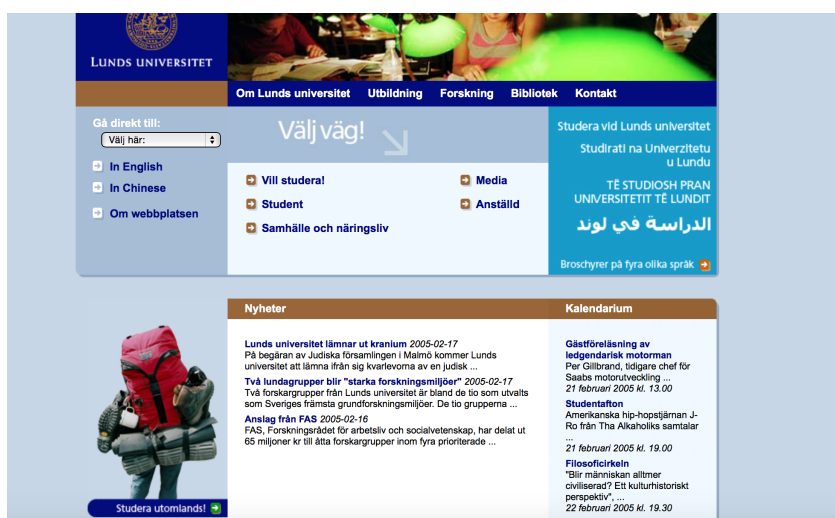 LUNDS UNIVERSITET
Om Lunds universitet Utbildning Forskning Bibliotek Kontakt
Gå direkt till:
Välj här:
In English
In Chinese
Om webbplatsen
Välj väg!
Vill studera!
Student
Samhälle och näringsliv
Media
Anställd
Studera vid Lunds universitet
Studirati na Univerzitetu
u Lundu
TË STUDIOSH PRAN
UNIVERSITETIT TË LUNDIT
الدراسة في لوند
Broschyrer på fyra olika språk
Studera utomlands!
Nyheter
Lunds universitet lämnar ut kranium 2005-02-17
På begäran av Judiska församlingen i Malmö kommer Lunds
universitet att lämna ifrån sig kvarlevorna av en judisk ...
Två lundagrupper blir "starka forskningsmiljöer" 2005-02-17
Två forskargrupper från Lunds universitet är bland de tio som utvalts
som Sveriges främsta grundforskningsmiljöer. De tio grupperna ...
Anslag från FAS 2005-02-16
FAS, Forskningsrådet för arbetsliv och socialvetenskap, har delat ut
65 miljoner kr till åtta forskargrupper inom fyra prioriterade ...
Kalendarium
Gästföreläsning av
ledgendarisk motorman
Per Gillbrand, tidigare chef för
Saabs motorutveckling ...
21 februari 2005 kl. 13.00
Studentafton
Amerikanska hip-hopstjärnan J-
Ro från Tha Alkaholiks samtalar
...
21 februari 2005 kl. 19.00
Filosoficirkeln
"Blir människan alltmer
civiliserad? Ett kulturhistoriskt
perspektiv", ...
22 februari 2005 kl. 19.30